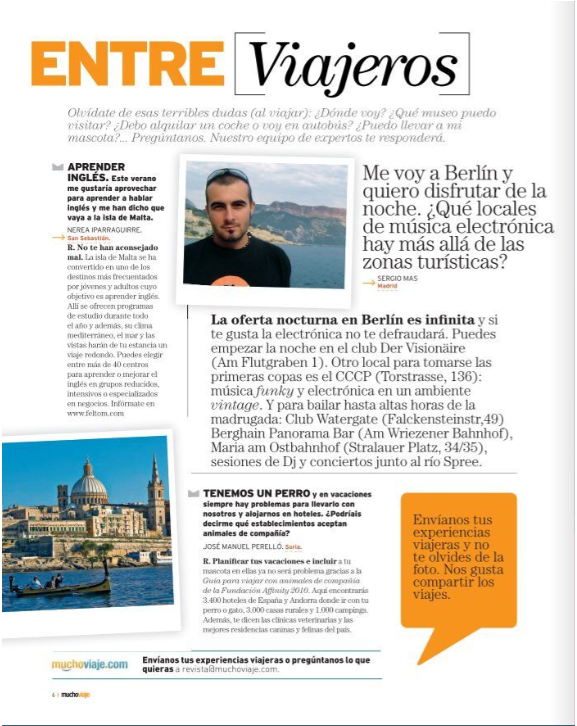 ENTRE Viajeros
Olvídate de esas terribles dudas (al viajar): ¿Dónde voy? ¿Qué museo puedo
visitar? ¿Debo alquilar un coche o voy en autobús? ¿Puedo llevar a mi
mascota?... Pregúntanos. Nuestro equipo de expertos te responderá.
APRENDER
INGLÉS. Este verano
me gustaría aprovechar
para aprender a hablar
inglés y me han dicho que
vaya a la isla de Malta.
NEREA IPARRAGUIRRE.
San Sebastián.
R. No te han aconsejado
mal. La isla de Malta se ha
convertido en uno de los
destinos más frecuentados
por jóvenes y adultos cuyo
objetivo es aprender inglés.
Allí se ofrecen programas
de estudio durante todo
el año y además, su clima
mediterráneo, el mar y las
vistas harán de tu estancia un
viaje redondo. Puedes elegir
entre más de 40 centros
para aprender o mejorar el
inglés en grupos reducidos,
intensivos o especializados
en negocios. Infórmate en
www.feltom.com
Me voy a Berlín y
quiero disfrutar de la
noche. ¿Qué locales
de música electrónica
hay más allá de las
zonas turísticas?
SERGIO MAS
Madrid
La oferta nocturna en Berlín es infinita y si
te gusta la electrónica no te defraudará. Puedes
empezar la noche en el club Der Visionäire
(Am Flutgraben 1). Otro local para tomarse las
primeras copas es el CCCP (Torstrasse, 136):
música funky y electrónica en un ambiente
vintage. Y para bailar hasta altas horas de la
madrugada: Club Watergate (Falckensteinstr,49)
Berghain Panorama Bar (Am Wriezener Bahnhof),
Maria am Ostbahnhof (Stralauer Platz, 34/35),
sesiones de Dj y conciertos junto al río Spree.
TENEMOS UN PERRO y en vacaciones
siempre hay problemas para llevarlo con
nosotros y alojarnos en hoteles. ¿Podríais
decirme qué establecimientos aceptan
animales de compañía?
JOSÉ MANUEL PERELLÓ. Soria.
R. Planificar tus vacaciones e incluir a tu
mascota en ellas ya no será problema gracias a la
Guía para viajar con animales de compañía
de la Fundación Affinity 2010. Aquí encontrarás
3.400 hoteles de España y Andorra donde ir con tu
perro o gato, 3.000 casas rurales y 1.000 campings.
Además, te dicen las clínicas veterinarias y las
mejores residencias caninas y felinas del país.
Envíanos tus
experiencias
viajeras y no
te olvides de la
foto. Nos gusta
compartir los
viajes.
muchoviaje.com
Envíanos tus experiencias viajeras o pregúntanos lo que
quieras a revista@muchoviaje.com.
6 | muchoviaje